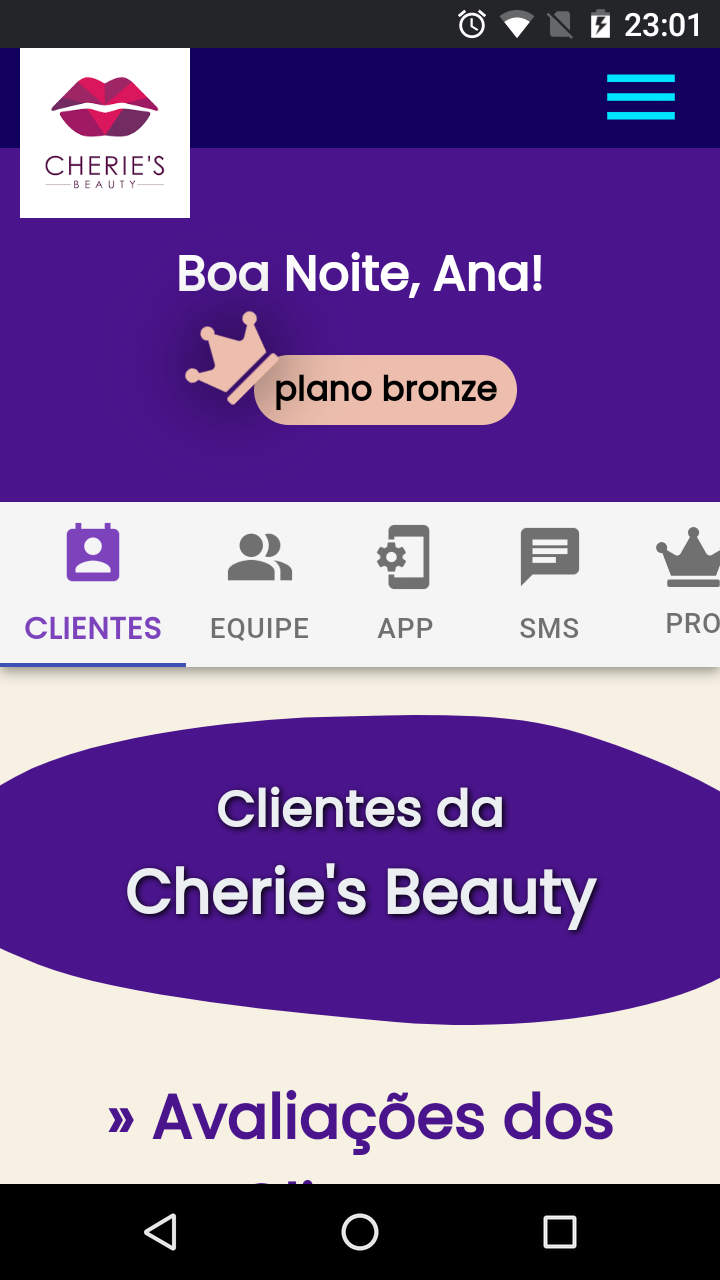 23:01
CHERIE'S
BEAUTY
Boa Noite, Ana!
plano bronze
CLIENTES
EQUIPE
APP
SMS
PRO
Clientes da
Cherie's Beauty
» Avaliações dos